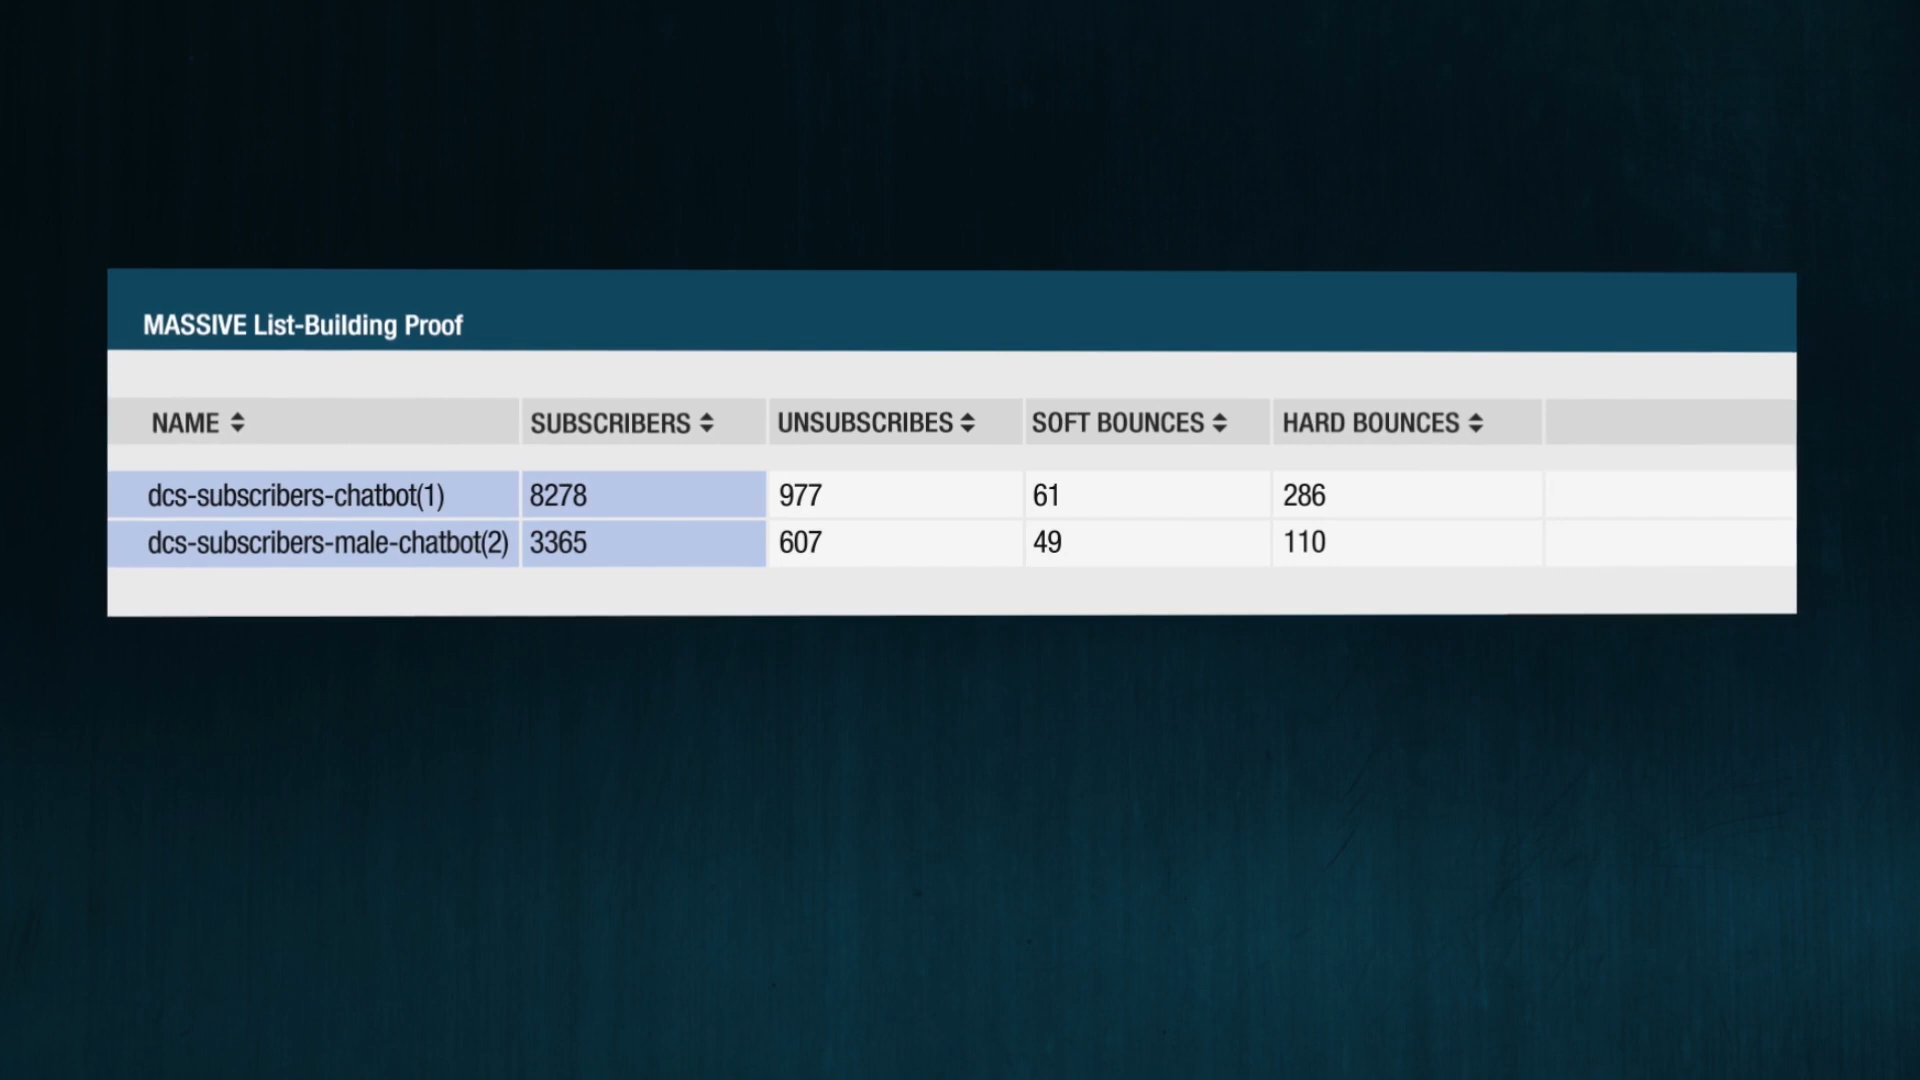 MASSIVE List-Building Proof
NAME SUBSCRIBERS UNSUBSCRIBES SOFT BOUNCES HARD BOUNCES
dcs-subscribers-chatbot(1) 8278 977 61 286
dcs-subscribers-male-chatbot(2) 3365 607 49 110